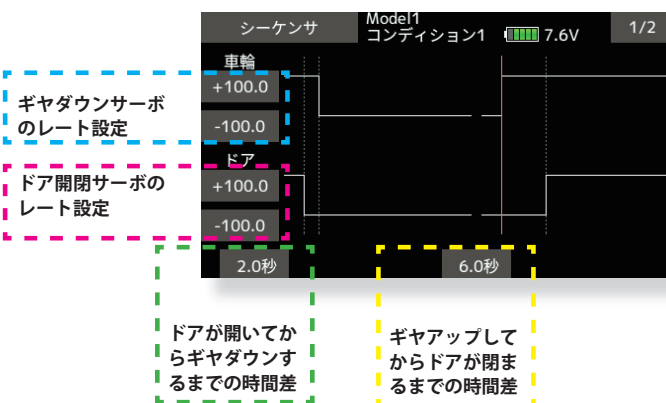 シーケンサ
Model1
コンディション1
7.6V
1/2
車輪
+100.0
-100.0
ドア
+100.0
-100.0
2.0秒
6.0秒
ギヤダウンサーボ
のレート設定
ドア開閉サーボの
レート設定
ドアが開いてか
らギヤダウンす
るまでの時間差
ギヤアップして
からドアが閉ま
るまでの時間差